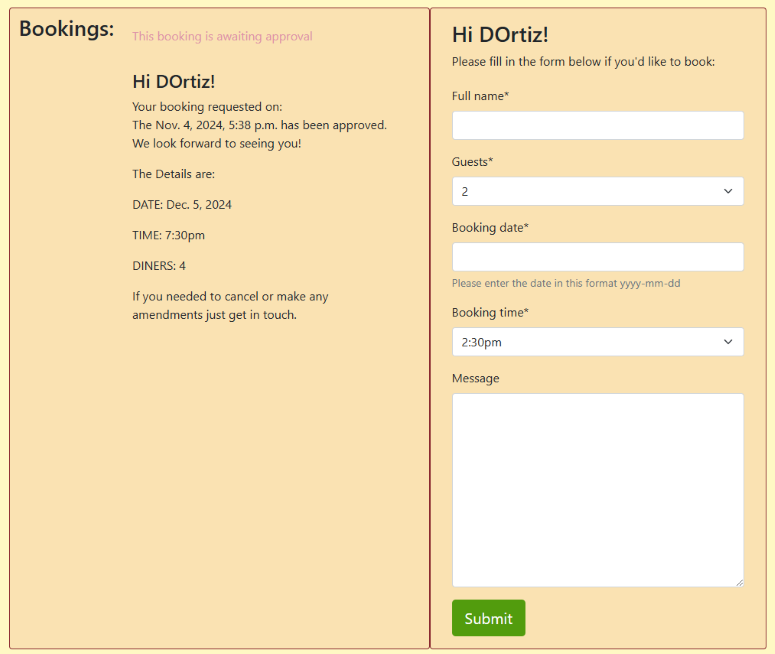 Bookings:
This booking is awaiting approval
Hi DOrtiz!
Your booking requested on:
The Nov. 4, 2024, 5:38 p.m. has been approved.
We look forward to seeing you!
The Details are:
DATE: Dec. 5, 2024
TIME: 7:30pm
DINERS: 4
If you needed to cancel or make any
amendments just get in touch.
Hi DOrtiz!
Please fill in the form below if you'd like to book:
Full name*
Guests*
2
Booking date*
Please enter the date in this format yyyy-mm-dd
Booking time*
2:30pm
Message
Submit